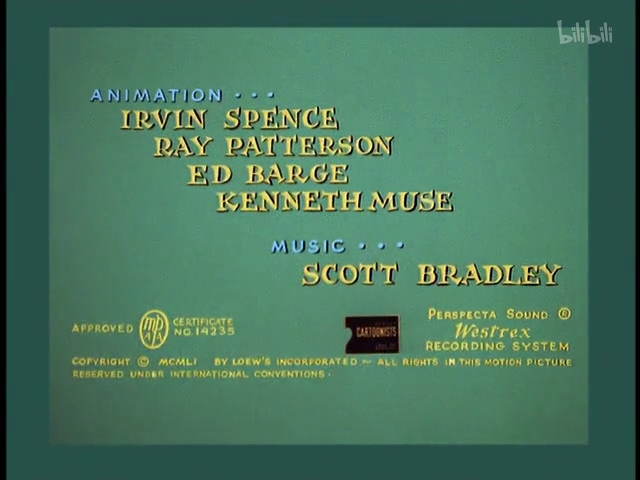 bilibili
ANIMATION · · ·
IRVIN SPENCE
RAY PATTERSON
ED BARGE
KENNETH MUSE
MUSIC · · ·
SCOTT BRADLEY
APPROVED
MPAA
CERTIFICATE
NO. 14235
CARTOONISTS
PERSPECTA SOUND ®
Westrex
RECORDING SYSTEM
COPYRIGHT © MCMLI BY LOEW'S INCORPORATED ~ ALL RIGHTS IN THIS MOTION PICTURE
RESERVED UNDER INTERNATIONAL CONVENTIONS.